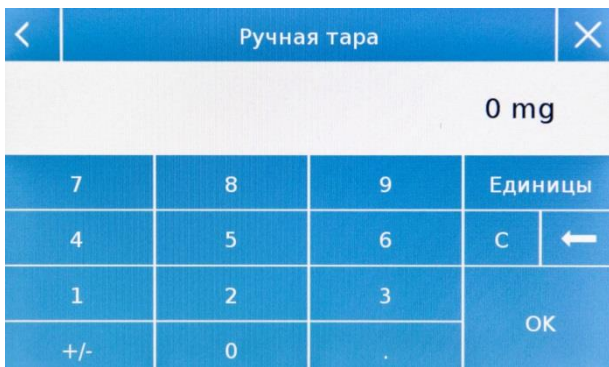 Ручная тара
0 mg
7 8 9 Единицы
4 5 6 C
1 2 3
OK
+/- 0 .